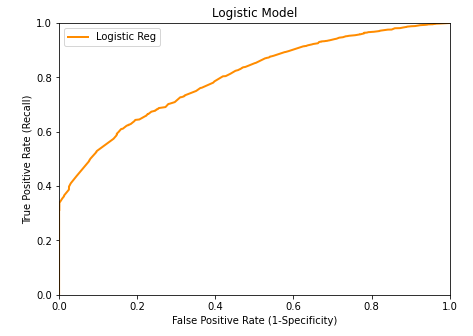 Logistic Model
Logistic Reg
True Positive Rate (Recall)
1.0
0.8
0.6
0.4
0.2
0.0
0.0 0.2 0.4 0.6 0.8 1.0
False Positive Rate (1-Specificity)